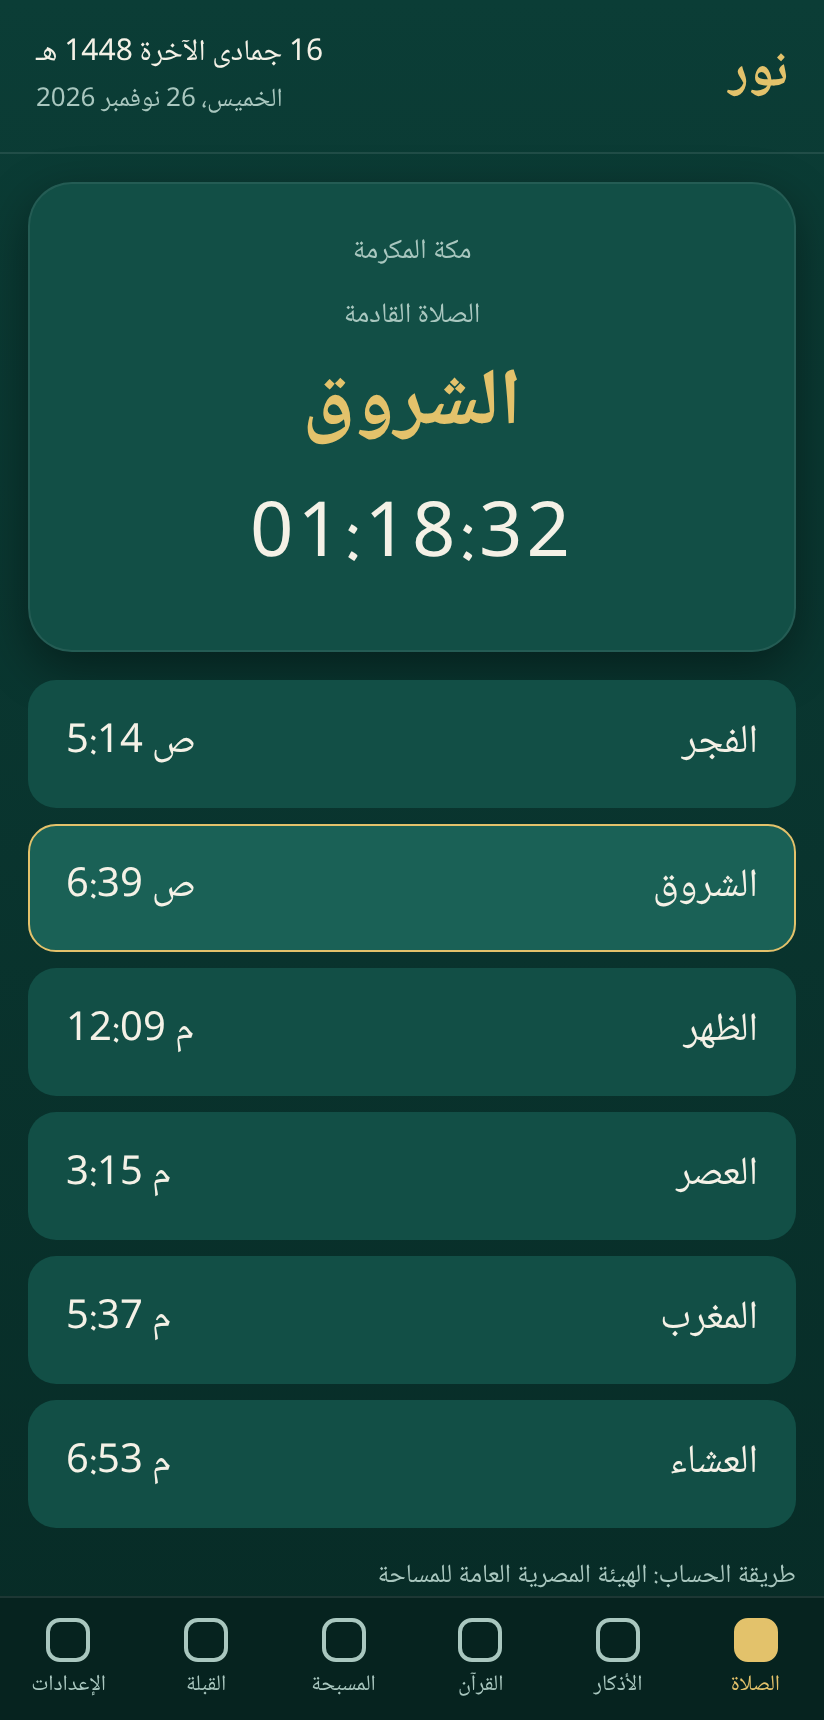 نور
16 جمادى الآخرة 1448 هـ
الخميس، 26 نوفمبر 2026
مكة المكرمة
الصلاة القادمة
الشروق
01:18:32
الفجر
5:14 ص
الشروق
6:39 ص
الظهر
12:09 م
العصر
3:15 م
المغرب
5:37 م
العشاء
6:53 م
طريقة الحساب: الهيئة المصرية العامة للمساحة
الصلاة
الأذكار
القرآن
المسبحة
القبلة
الإعدادات